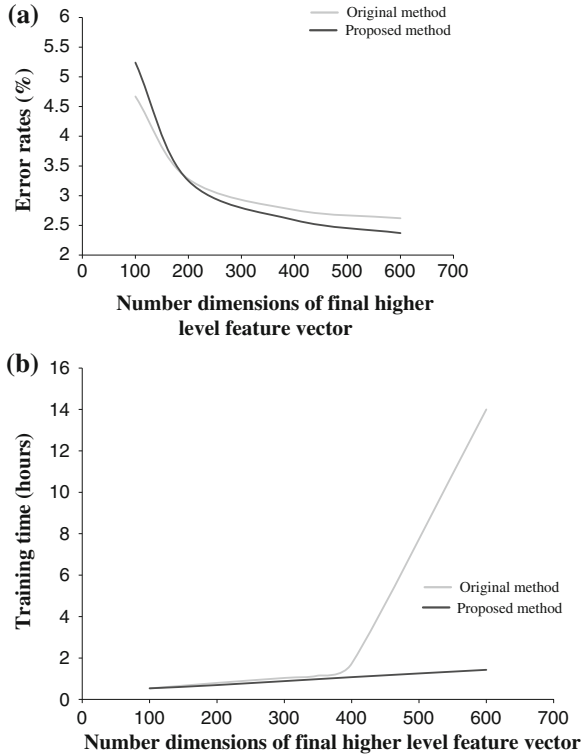 (a)
Original method
Proposed method
6
5.5
5
4.5
4
3.5
3
2.5
2
Error rates (%)
0 100 200 300 400 500 600 700
Number dimensions of final higher
level feature vector
(b)
16
14
12
10
8
6
4
2
0
Training time (hours)
Original method
Proposed method
0 100 200 300 400 500 600 700
Number dimensions of final higher level feature vector